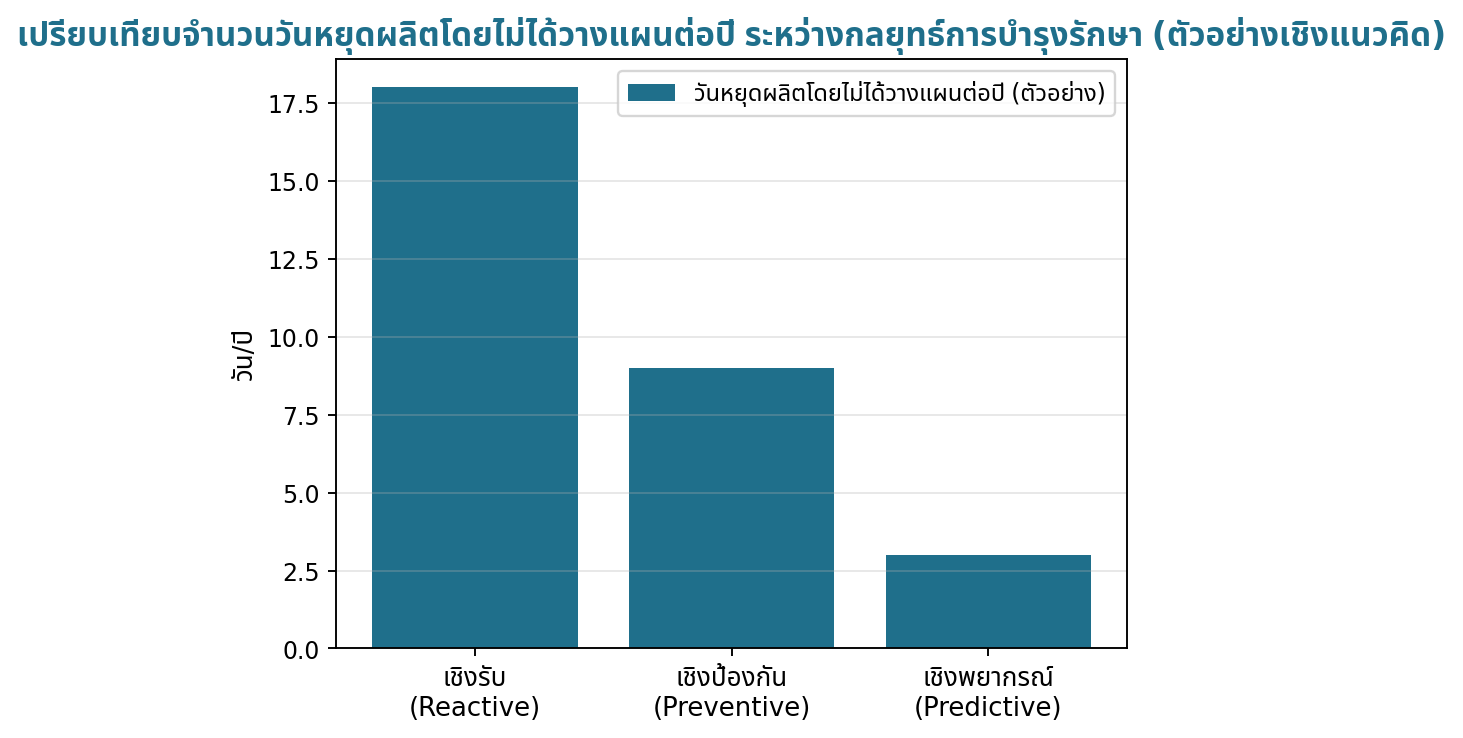 เปรียบเทียบจำนวนวันหยุดผลิตโดยไม่ได้วางแผนต่อปี ระหว่างกลยุทธ์การบำรุงรักษา (ตัวอย่างเชิงแนวคิด)
วันหยุดผลิตโดยไม่ได้วางแผนต่อปี (ตัวอย่าง)
17.5
15.0
12.5
10.0
7.5
5.0
2.5
0.0
วัน/ปี
เชิงรับ
(Reactive)
เชิงป้องกัน
(Preventive)
เชิงพยากรณ์
(Predictive)